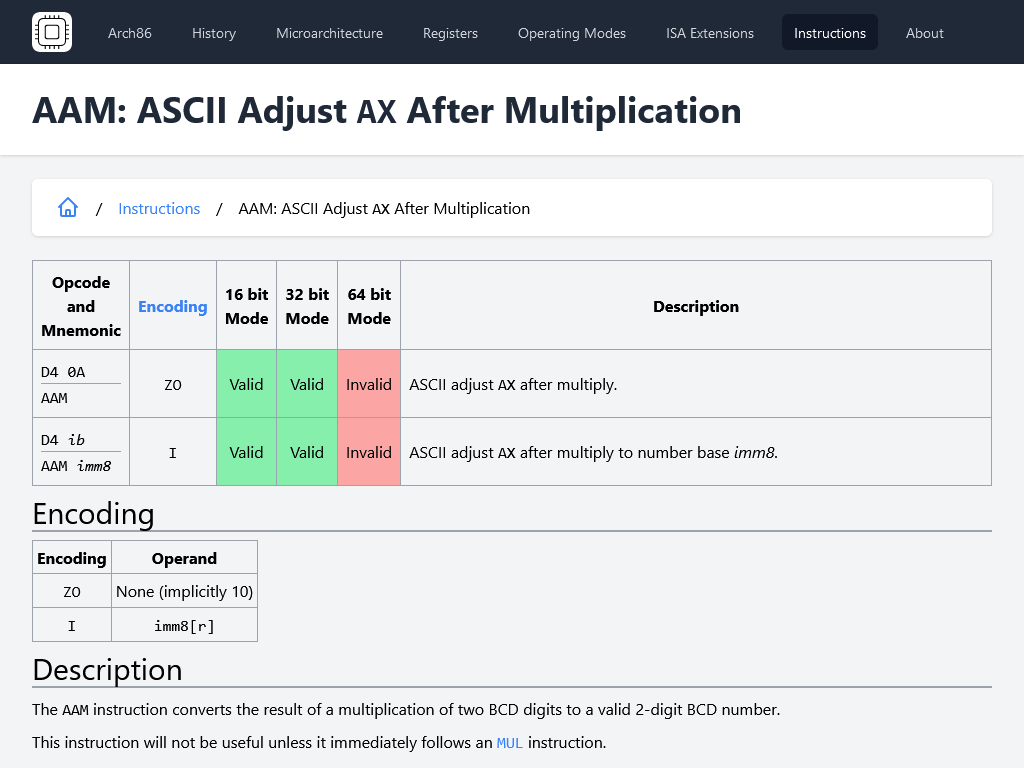 Arch86 History Microarchitecture Registers Operating Modes ISA Extensions Instructions About
AAM: ASCII Adjust AX After Multiplication
/ Instructions / AAM: ASCII Adjust AX After Multiplication
Opcode and Mnemonic Encoding 16 bit Mode 32 bit Mode 64 bit Mode Description
D4 0A
AAM
ZO Valid Valid Invalid ASCII adjust AX after multiply.
D4 ib
AAM imm8
I Valid Valid Invalid ASCII adjust AX after multiply to number base imm8.
Encoding
Encoding Operand
ZO None (implicitly 10)
I imm8[r]
Description
The AAM instruction converts the result of a multiplication of two BCD digits to a valid 2-digit BCD number.
This instruction will not be useful unless it immediately follows an MUL instruction.